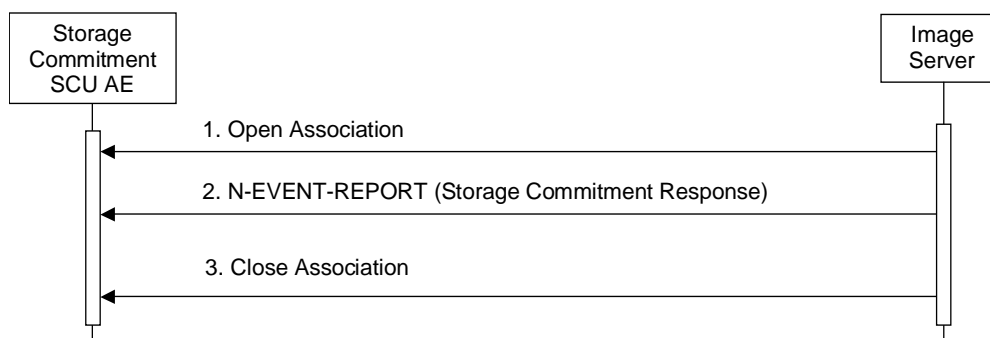 Storage
Commitment
SCU AE
Image
Server
1. Open Association
2. N-EVENT-REPORT (Storage Commitment Response)
3. Close Association